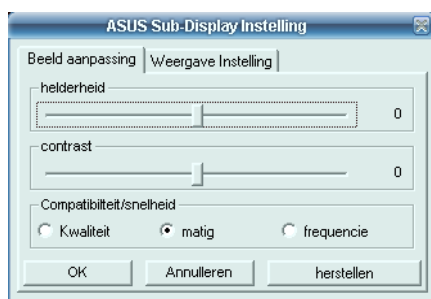 ASUS Sub-Display Instelling
Beeld aanpassing Weergave Instelling
helderheid
0
contrast
0
Compatibilteit/snelheid
Kwaliteit matig frequencie
OK Annulleren herstellen